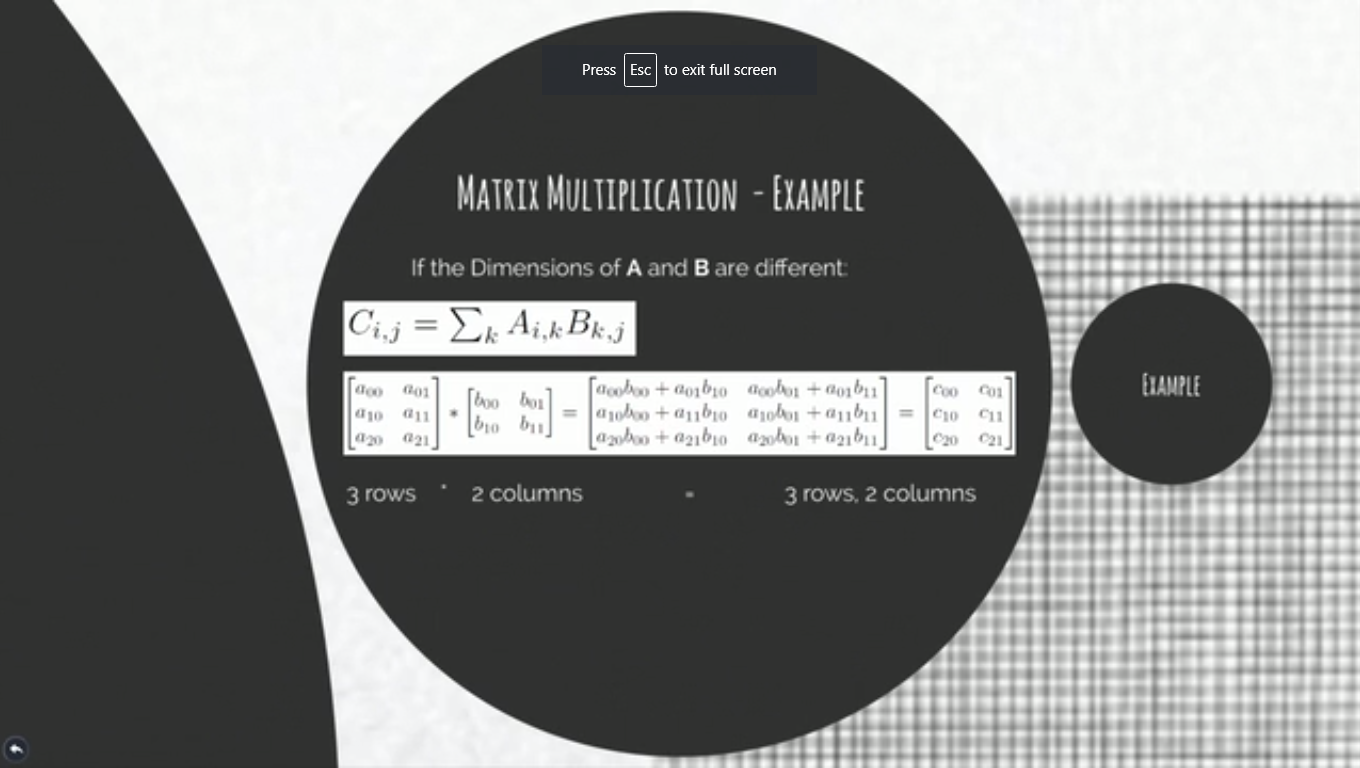 Press Esc to exit full screen
MATRIX MULTIPLICATION - EXAMPLE
If the Dimensions of A and B are different:
C_{i,j} = ∑_k A_{i,k} B_{k,j}
[a₀₀ a₀₁] [b₀₀ b₀₁] [a₀₀b₀₀ + a₀₁b₁₀ a₀₀b₀₁ + a₀₁b₁₁] [c₀₀ c₀₁]
[a₁₀ a₁₁] * [b₁₀ b₁₁] = [a₁₀b₀₀ + a₁₁b₁₀ a₁₀b₀₁ + a₁₁b₁₁] = [c₁₀ c₁₁]
[a₂₀ a₂₁] [a₂₀b₀₀ + a₂₁b₁₀ a₂₀b₀₁ + a₂₁b₁₁] [c₂₀ c₂₁]
3 rows * 2 columns = 3 rows, 2 columns
EXAMPLE